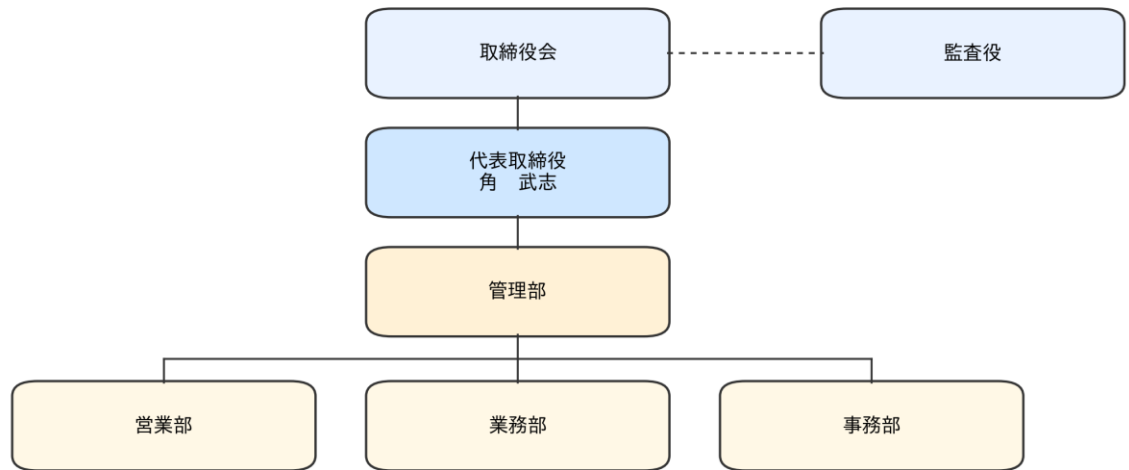 取締役会
監査役
代表取締役
角　武志
管理部
営業部
業務部
事務部